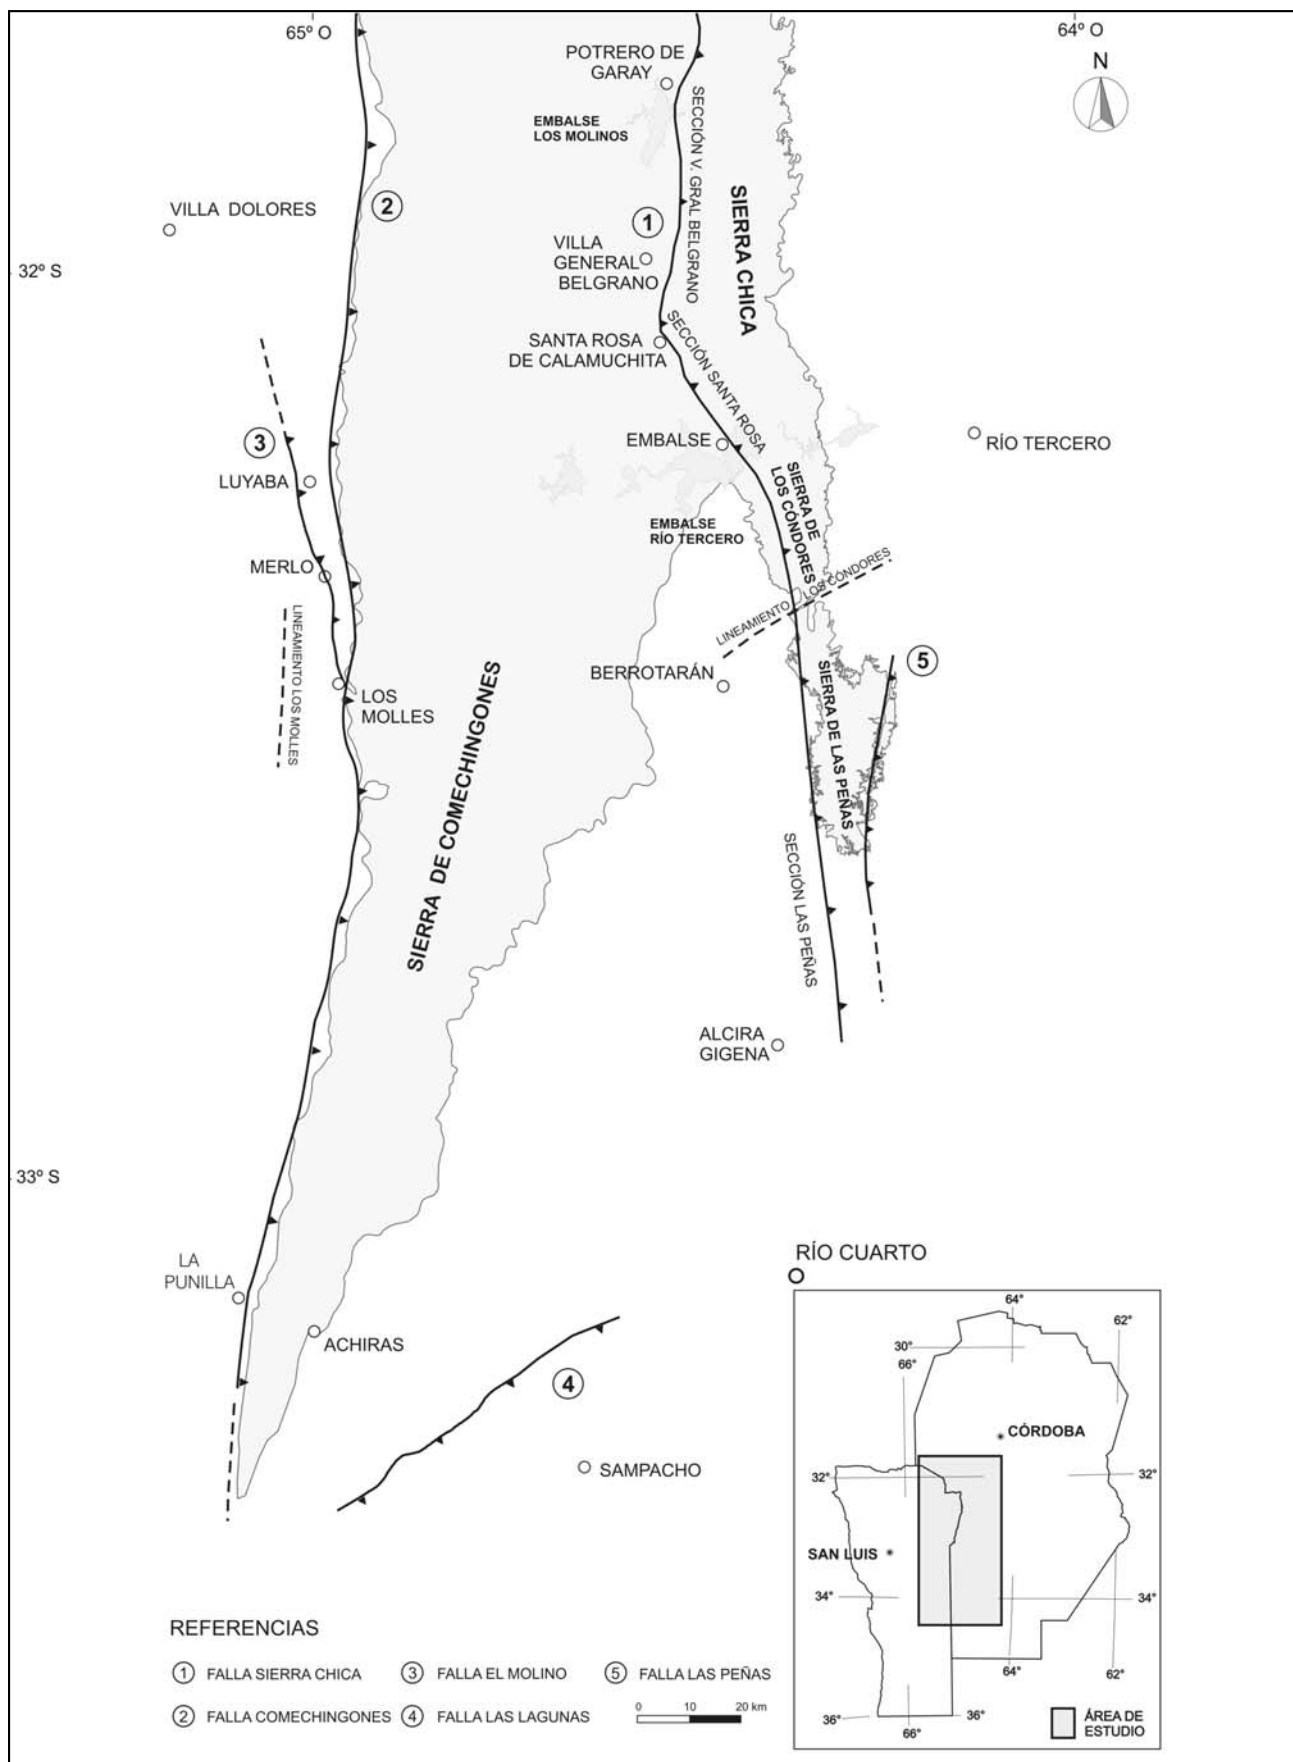 65º O
64º O
N
POTRERO DE
GARAY
EMBALSE
LOS MOLINOS
SECCIÓN V. GRAL BELGRANO
SIERRA CHICA
VILLA DOLORES
2
1
VILLA
GENERAL
BELGRANO
32º S
SANTA ROSA
DE CALAMUCHITA
SECCIÓN SANTA ROSA
3
EMBALSE
RÍO TERCERO
LUYABA
SIERRA DE
LOS CÓNDORES
EMBALSE
RÍO TERCERO
MERLO
LINEAMIENTO LOS CÓNDORES
LINEAMIENTO LOS MOLLES
BERROTARÁN
5
LOS
MOLLES
SIERRA DE COMECHINGONES
SIERRA DE LAS PEÑAS
SECCIÓN LAS PEÑAS
ALCIRA
GIGENA
33º S
LA
PUNILLA
RÍO CUARTO
ACHIRAS
4
SAMPACHO
64°
62°
30°
66°
CÓRDOBA
32°
32°
SAN LUIS
34°
34°
64°
62°
36°
36°
66°
ÁREA DE
ESTUDIO
REFERENCIAS
1 FALLA SIERRA CHICA
3 FALLA EL MOLINO
5 FALLA LAS PEÑAS
2 FALLA COMECHINGONES
4 FALLA LAS LAGUNAS
0 10 20 km